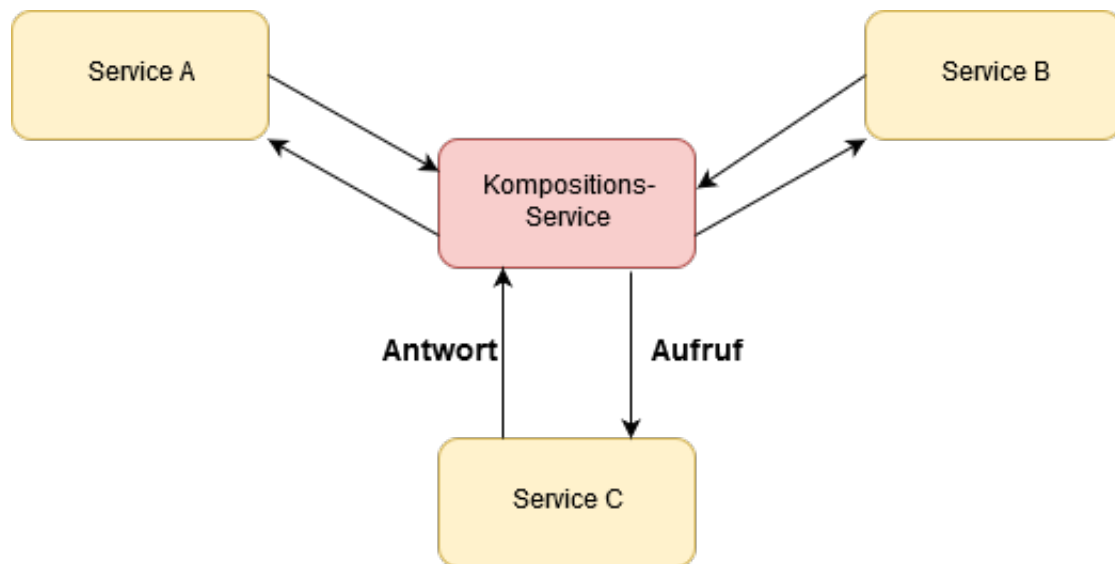 Service A
Service B
Kompositions-
Service
Antwort
Aufruf
Service C